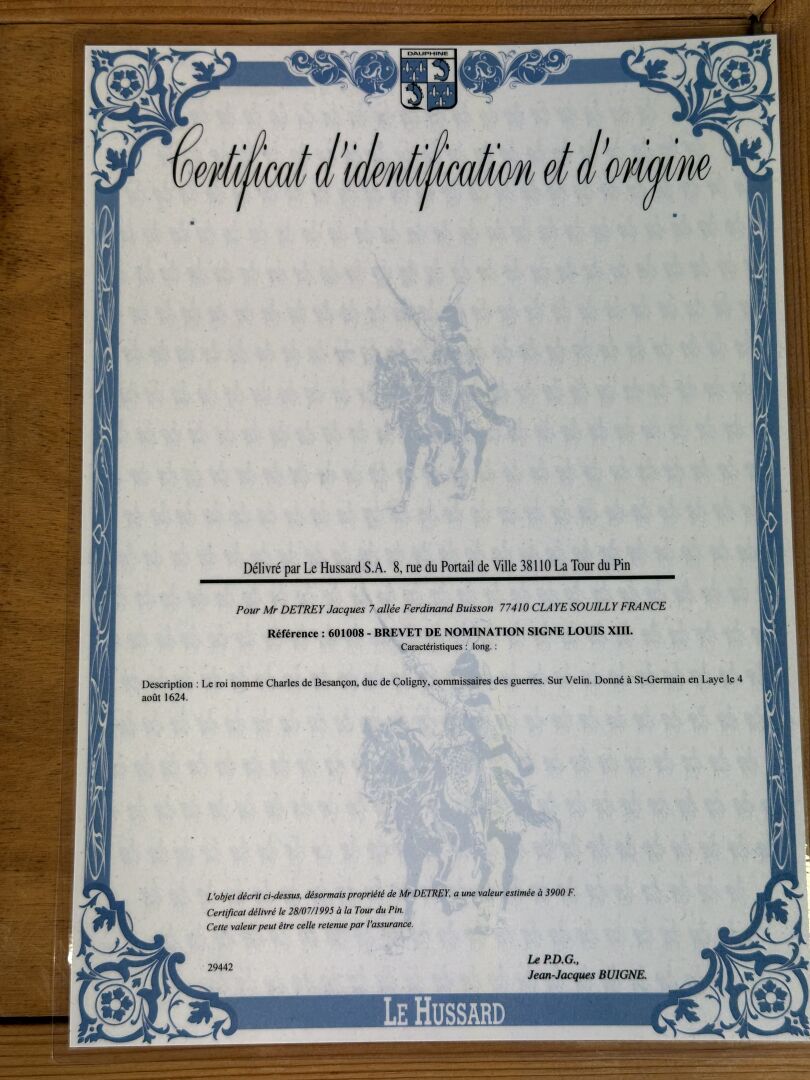 DAUPHINE
Certificat d'identification et d'origine
Délivré par Le Hussard S.A. 8, rue du Portail de Ville 38110 La Tour du Pin
Pour Mr DETREY Jacques 7 allée Ferdinand Buisson 77410 CLAYE SOUILLY FRANCE
Référence : 601008 - BREVET DE NOMINATION SIGNE LOUIS XIII.
Caractéristiques : long. :
Description : Le roi nomme Charles de Besançon, duc de Coligny, commissaires des guerres. Sur Velin. Donné à St-Germain en Laye le 4
août 1624.
L'objet décrit ci-dessus, désormais propriété de Mr DETREY, a une valeur estimée à 3900 F.
Certificat délivré le 28/07/1995 à la Tour du Pin.
Cette valeur peut être celle retenue par l'assurance.
29442
Le P.D.G.,
Jean-Jacques BUIGNE.
LE HUSSARD